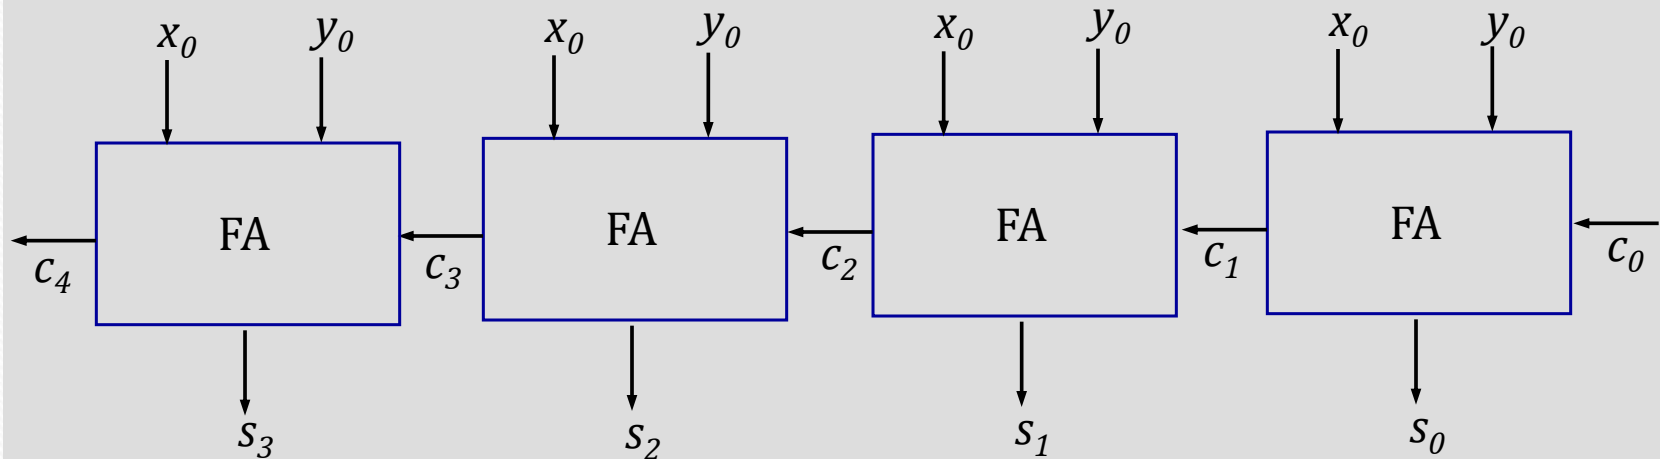 x₀ y₀ x₀ y₀ x₀ y₀ x₀ y₀
FA FA FA FA
c₄ c₃ c₂ c₁ c₀
s₃ s₂ s₁ s₀